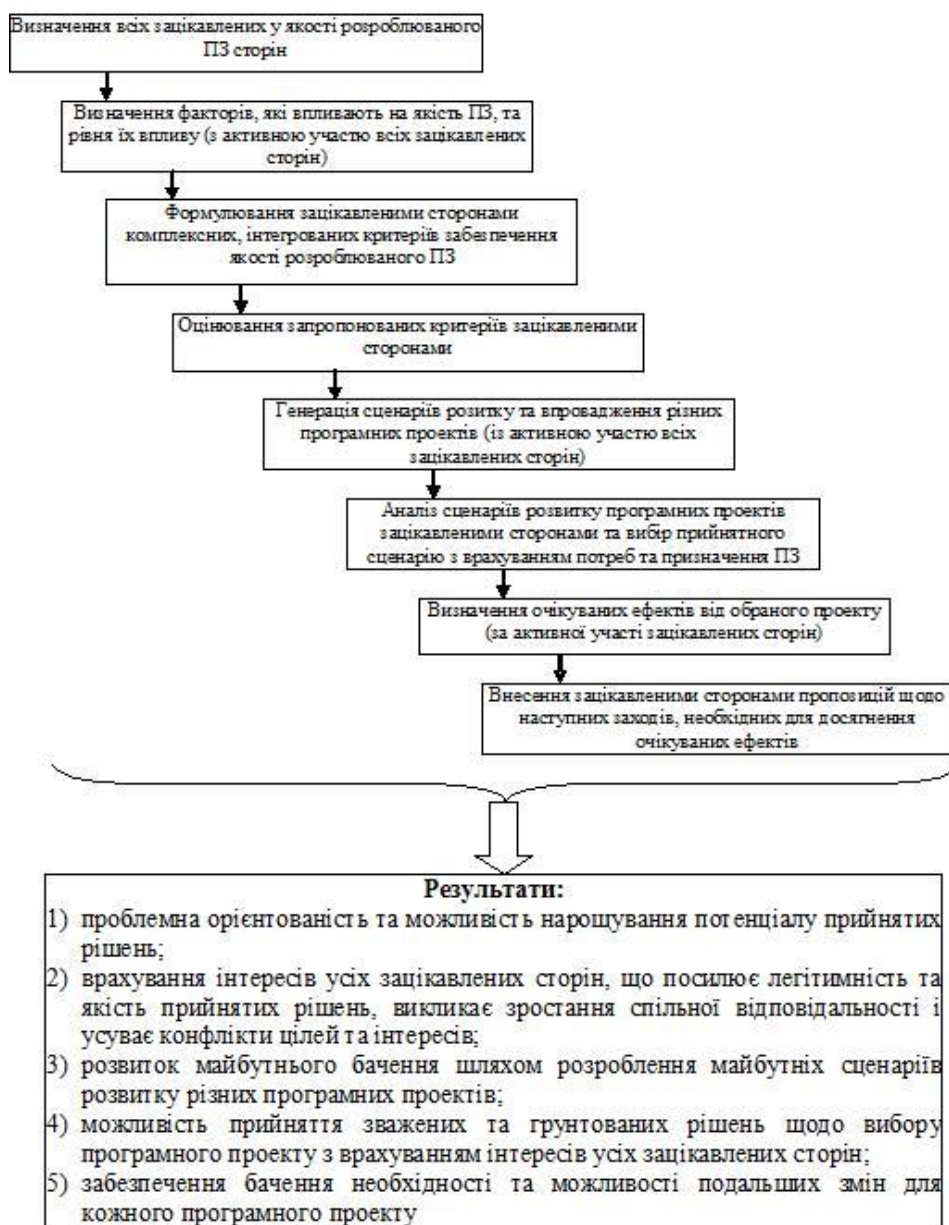 Визначення всіх зацікавлених у якості розроблюваного
ПЗ сторін
Визначення факторів, які впливають на якість ПЗ, та
рівня їх впливу (з активною участю всіх зацікавлених
сторін)
Формулювання зацікавленими сторонами
комплексних, інтегрованих критеріїв забезпечення
якості розроблюваного ПЗ
Оцінювання запропонованих критеріїв зацікавленими
сторонами
Генерація сценаріїв розитку та впровадження різних
програмних проектів (із активною участю всіх
зацікавлених сторін)
Аналіз сценаріїв розвитку програмних проектів
зацікавленими сторонами та вибір прийнятного
сценарію з врахуванням потреб та призначення ПЗ
Визначення очікуваних ефектів від обраного проекту
(за активної участі зацікавлених сторін)
Внесення зацікавленими сторонами пропозицій щодо
наступних заходів, необхідних для досягнення
очікуваних ефектів
Результати:
1) проблемна орієнтованість та можливість нарощування потенціалу прийнятих
рішень;
2) врахування інтересів усіх зацікавлених сторін, що посилює легітимність та
якість прийнятих рішень, викликає зростання спільної відповідальності і
усуває конфлікти цілей та інтересів;
3) розвиток майбутнього бачення шляхом розроблення майбутніх сценаріїв
розвитку різних програмних проектів;
4) можливість прийняття зважених та грунтованих рішень щодо вибору
програмного проекту з врахуванням інтересів усіх зацікавлених сторін;
5) забезпечення бачення необхідності та можливості подальших змін для
кожного програмного проекту